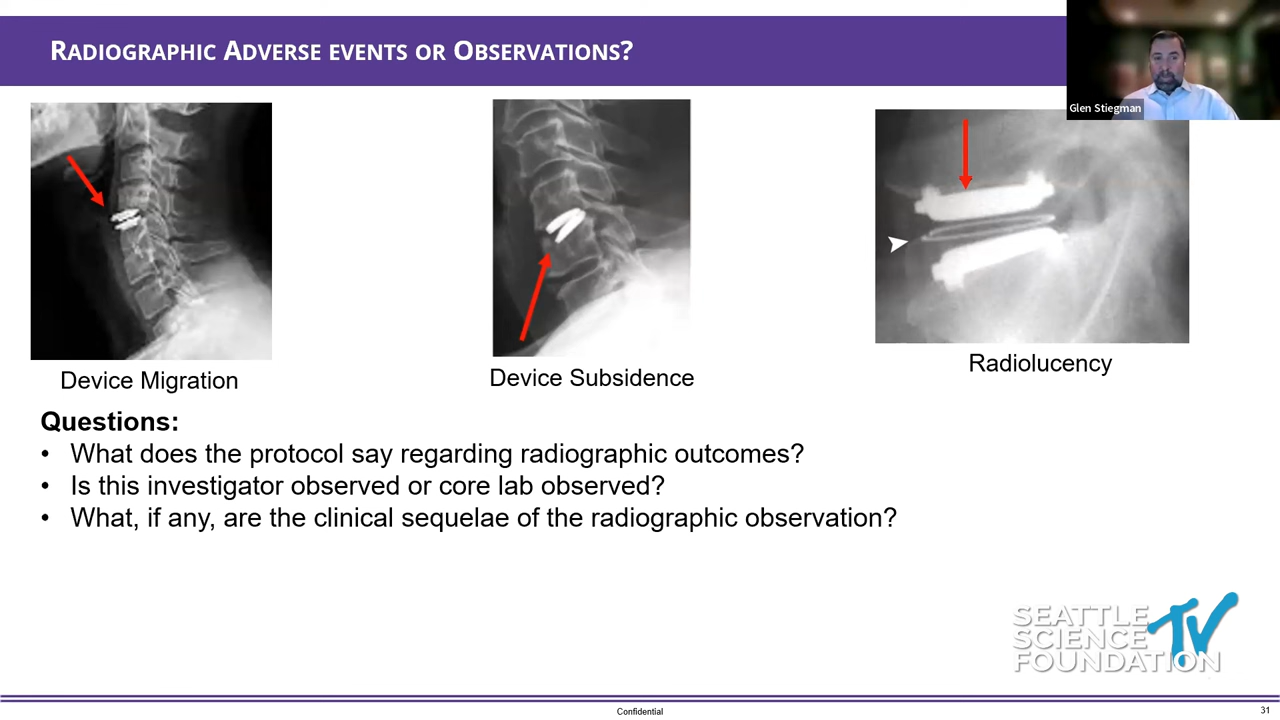 RADIOGRAPHIC ADVERSE EVENTS OR OBSERVATIONS?
Glen Stiegman
Device Migration
Device Subsidence
Radiolucency
Questions:
• What does the protocol say regarding radiographic outcomes?
• Is this investigator observed or core lab observed?
• What, if any, are the clinical sequelae of the radiographic observation?
SEATTLE
SCIENCE
FOUNDATION
TV
Confidential
31